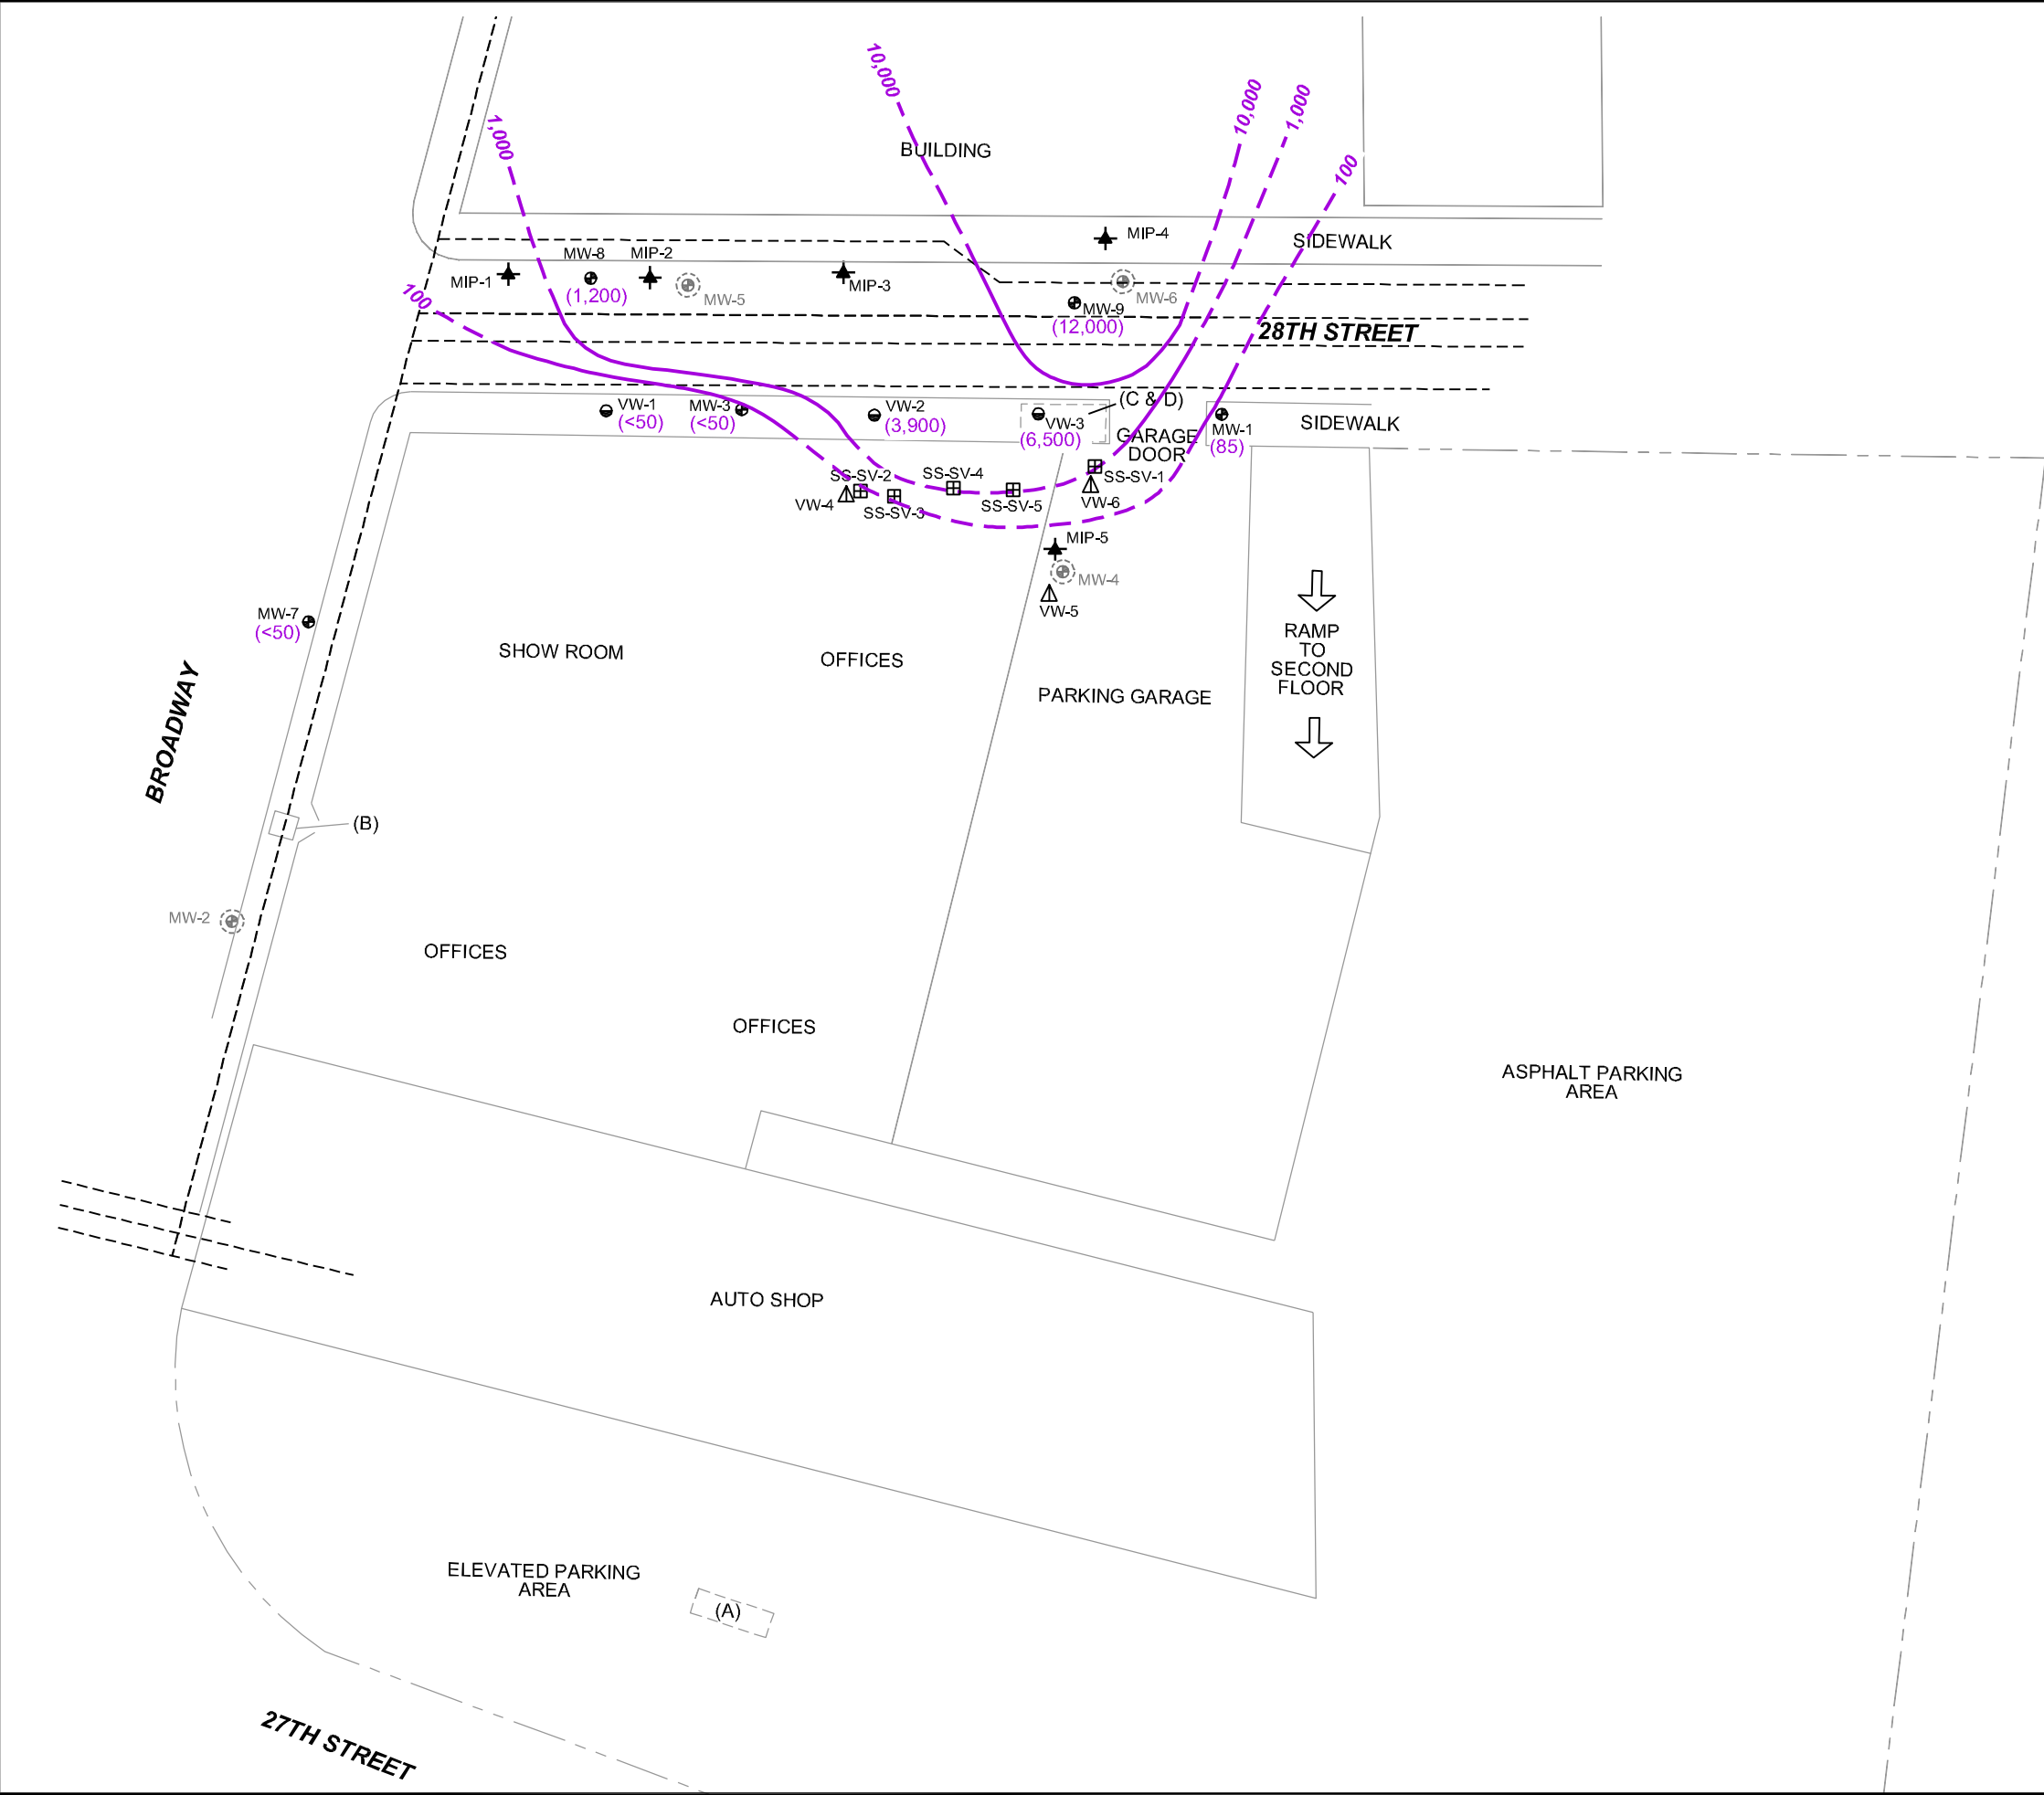 10,000
10,000
1,000
1,000
100
BUILDING
MIP-4
SIDEWALK
MW-8
MIP-2
MIP-1
(1,200)
MW-5
MIP-3
MW-6
MW-9
(12,000)
100
28TH STREET
VW-1
(<50)
MW-3
(<50)
VW-2
(3,900)
(C & D)
VW-3
(6,500)
GARAGE
DOOR
MW-1
(85)
SIDEWALK
SS-SV-2
SS-SV-4
SS-SV-1
VW-4
SS-SV-3
SS-SV-5
VW-6
MIP-5
MW-4
VW-5
MW-7
(<50)
SHOW ROOM
OFFICES
RAMP
TO
SECOND
FLOOR
PARKING GARAGE
BROADWAY
(B)
MW-2
OFFICES
OFFICES
ASPHALT PARKING
AREA
AUTO SHOP
ELEVATED PARKING
AREA
(A)
27TH STREET